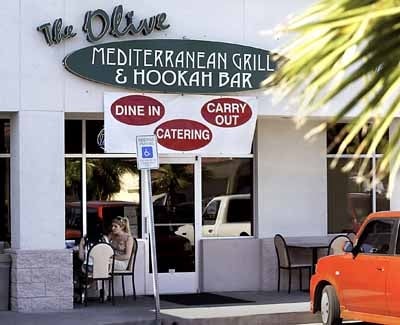 The Olive
MEDITERRANEAN GRILL
& HOOKAH BAR
DINE IN
CARRY
OUT
CATERING